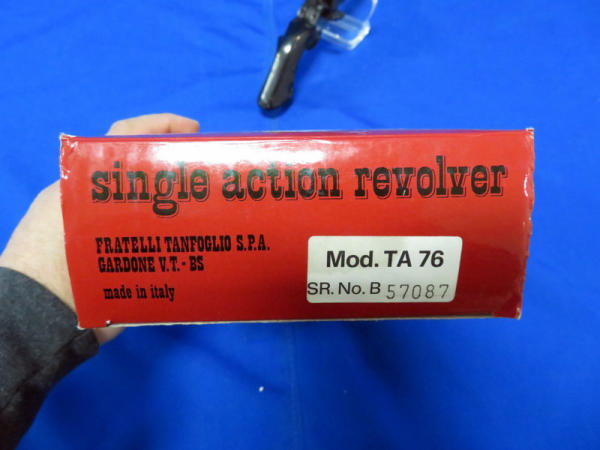 single action revolver
FRATELLI TANFOGLIO S.P.A.
GARDONE V.T. - BS
made in italy
Mod. TA 76
SR. No. B 57087